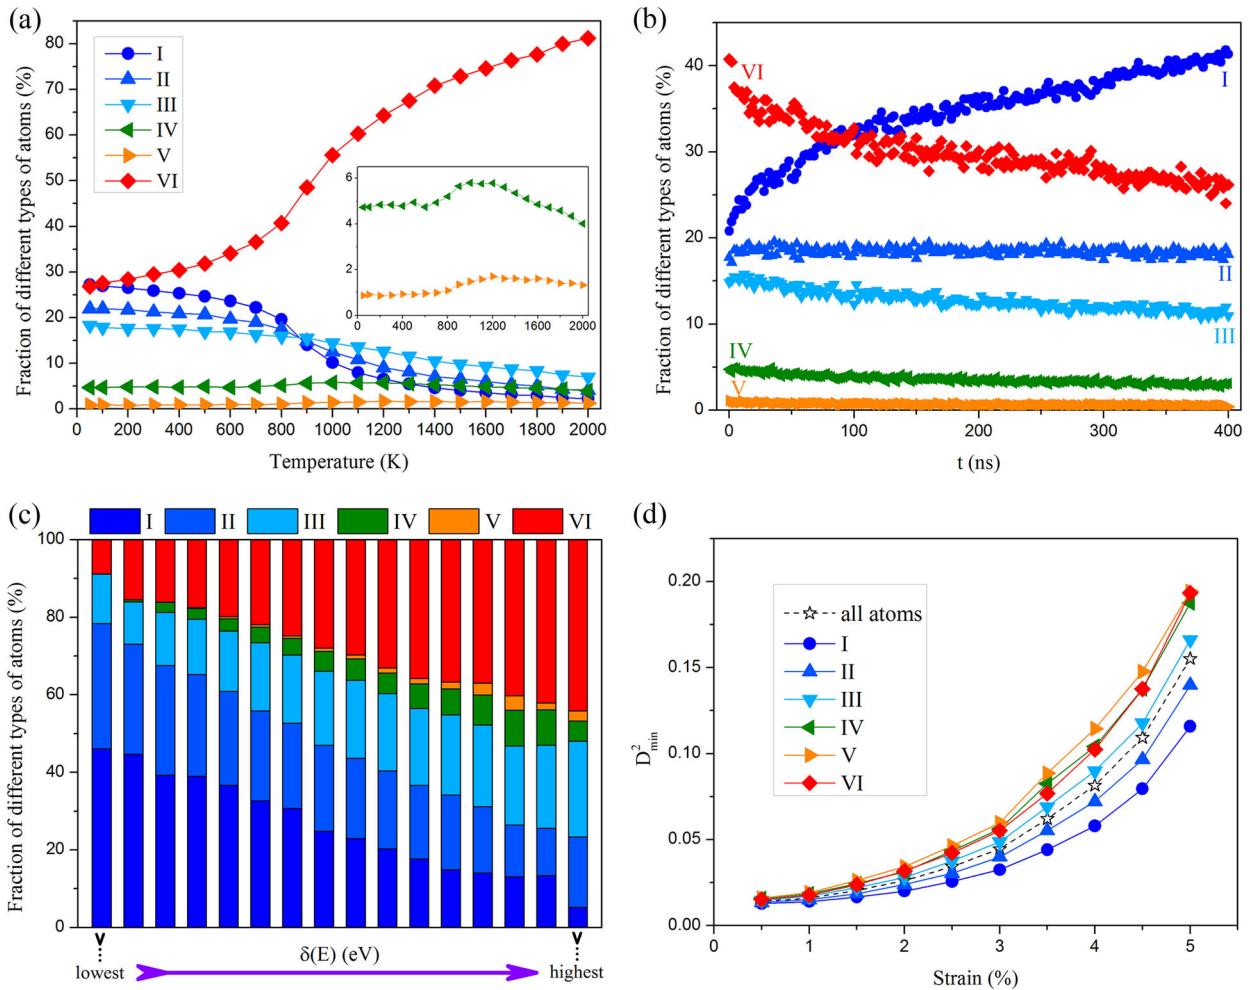 (a)
Fraction of different types of atoms (%)
80
70
60
50
40
30
20
10
0
I
II
III
IV
V
VI
6
4
2
0
0
400
800
1200
1600
2000
0
200
400
600
800
1000
1200
1400
1600
1800
2000
Temperature (K)
(b)
Fraction of different types of atoms (%)
40
30
20
10
0
VI
I
II
III
IV
V
0
100
200
300
400
t (ns)
(c)
I
II
III
IV
V
VI
Fraction of different types of atoms (%)
100
80
60
40
20
0
δ(E) (eV)
lowest
highest
(d)
D²min
0.20
0.15
0.10
0.05
0.00
all atoms
I
II
III
IV
V
VI
0
1
2
3
4
5
Strain (%)